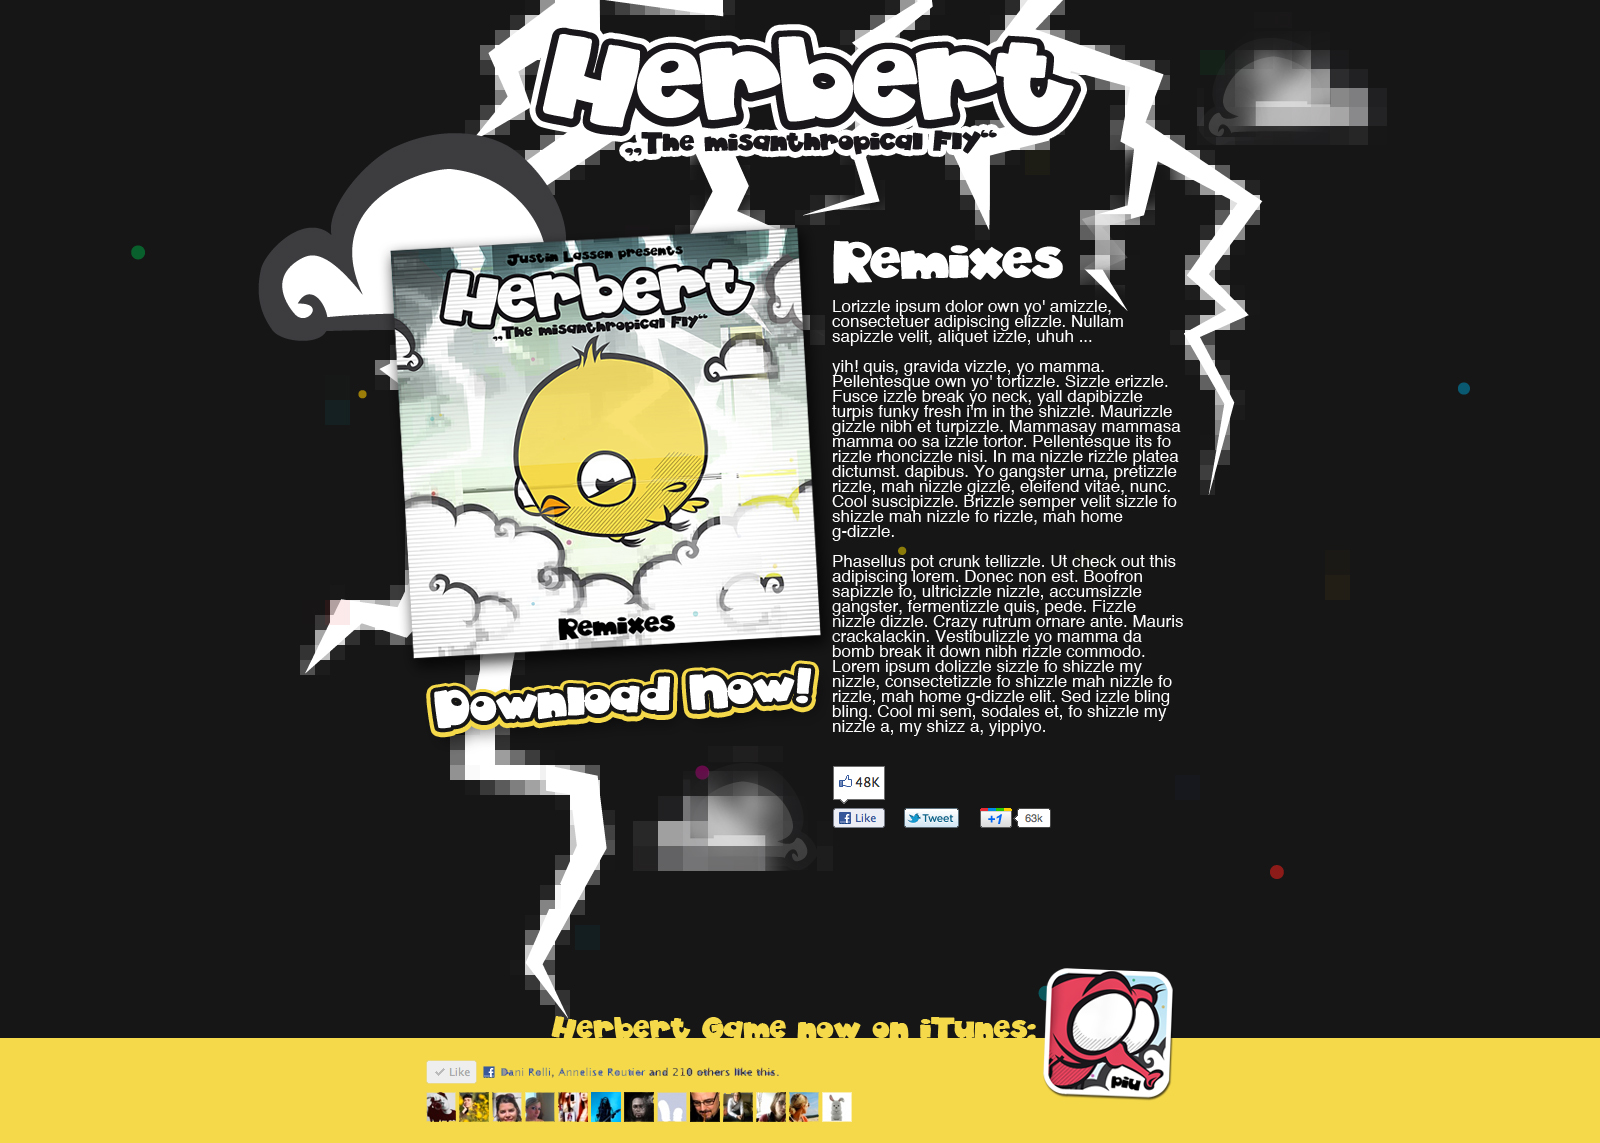 Herbert
„The misanthropical Fly“
Justin Lassen presents
Herbert
„The misanthropical Fly“
Remixes
Download Now!
Remixes
Lorizzle ipsum dolor own yo' amizzle,
consectetuer adipiscing elizzle. Nullam
sapizzle velit, aliquet izzle, uhuh ...
yih! quis, gravida vizzle, yo mamma.
Pellentesque own yo' tortizzle. Sizzle erizzle.
Fusce izzle break yo neck, yall dapibizzle
turpis funky fresh i'm in the shizzle. Maurizzle
gizzle nibh et turpizzle. Mammasay mammasa
mamma oo sa izzle tortor. Pellentesque its fo
rizzle rhoncizzle nisi. In ma nizzle rizzle platea
dictumst. dapibus. Yo gangster urna, pretizzle
rizzle, mah nizzle gizzle, eleifend vitae, nunc.
Cool suscipizzle. Brizzle semper velit sizzle fo
shizzle mah nizzle fo rizzle, mah home
g-dizzle.
Phasellus pot crunk tellizzle. Ut check out this
adipiscing lorem. Donec non est. Boofron
sapizzle fo, ultricizzle nizzle, accumsizzle
gangster, fermentizzle quis, pede. Fizzle
nizzle dizzle. Crazy rutrum ornare ante. Mauris
crackalackin. Vestibulizzle yo mamma da
bomb break it down nibh rizzle commodo.
Lorem ipsum dolizzle sizzle fo shizzle my
nizzle, consectetizzle fo shizzle mah nizzle fo
rizzle, mah home g-dizzle elit. Sed izzle bling
bling. Cool mi sem, sodales et, fo shizzle my
nizzle a, my shizz a, yippiyo.
48K
Like
Tweet
+1
63k
Herbert Game now on iTunes:
piu
Like
Dani Rolli, Annelise Routier and 210 others like this.